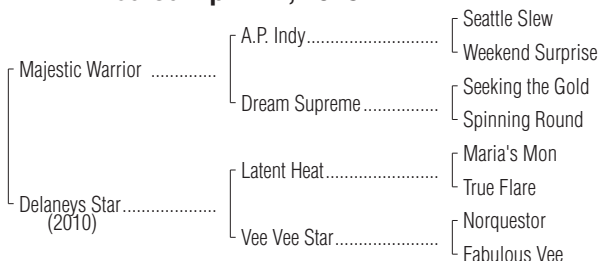 Seattle Slew
A.P. Indy
Weekend Surprise
Majestic Warrior
Seeking the Gold
Dream Supreme
Spinning Round
Maria's Mon
Latent Heat
True Flare
Delaneys Star
(2010)
Norquestor
Vee Vee Star
Fabulous Vee